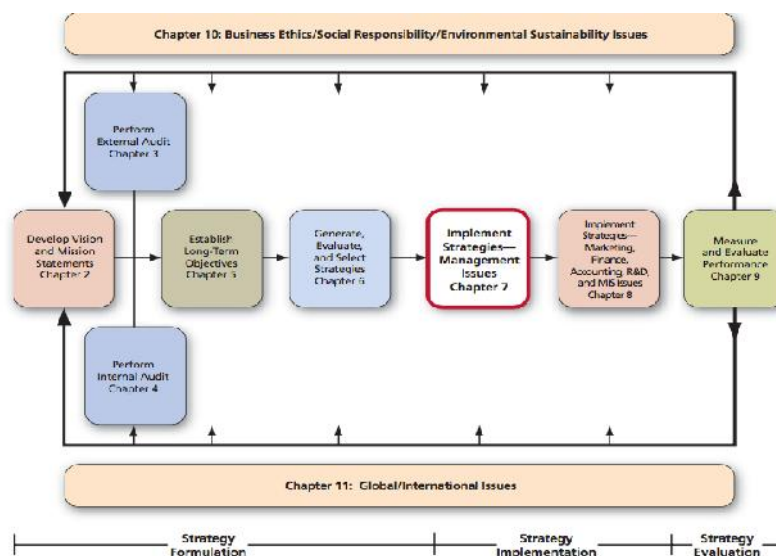 Chapter 10: Business Ethics/Social Responsibility/Environmental Sustainability Issues
Perform
External Audit
Chapter 3
Develop Vision
and Mission
Statements
Chapter 2
Establish
Long-Term
Objectives
Chapter 5
Generate,
Evaluate,
and Select
Strategies
Chapter 6
Implement
Strategies—
Management
Issues
Chapter 7
Implement
Strategies—
Marketing,
Finance,
Accounting, R&D,
and MIS Issues
Chapter 8
Measure
and Evaluate
Performance
Chapter 9
Perform
Internal Audit
Chapter 4
Chapter 11: Global/International Issues
Strategy
Formulation
Strategy
Implementation
Strategy
Evaluation